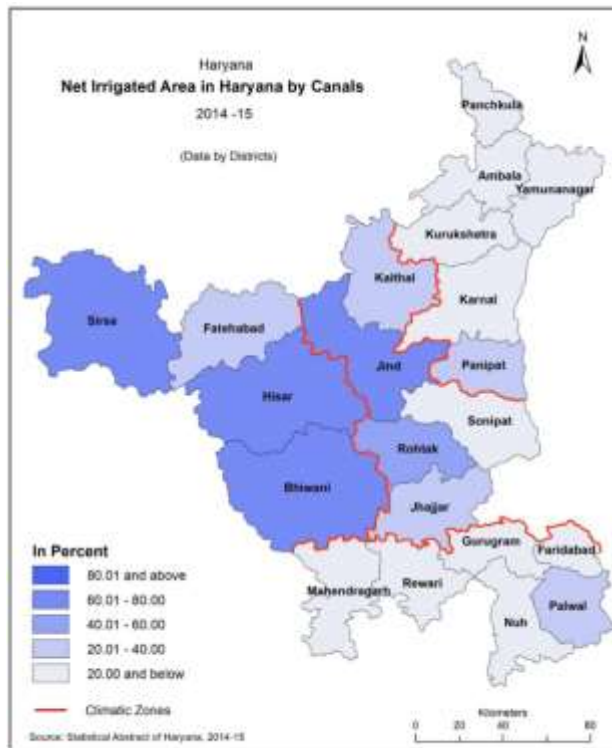 Haryana
Net Irrigated Area in Haryana by Canals
2014 -15
(Data by Districts)
N
Panchkula
Ambala
Yamunanagar
Kurukshetra
Kaithal
Karnal
Sirsa
Fatehabad
Jind
Panipat
Hisar
Sonipat
Rohtak
Bhiwani
Jhajjar
Gurugram
Faridabad
Mahendragarh
Rewari
Nuh
Palwal
In Percent
80.01 and above
60.01 - 80.00
40.01 - 60.00
20.01 - 40.00
20.00 and below
Climatic Zones
Kilometers
0 20 40 80
Source: Statistical Abstract of Haryana, 2014-15